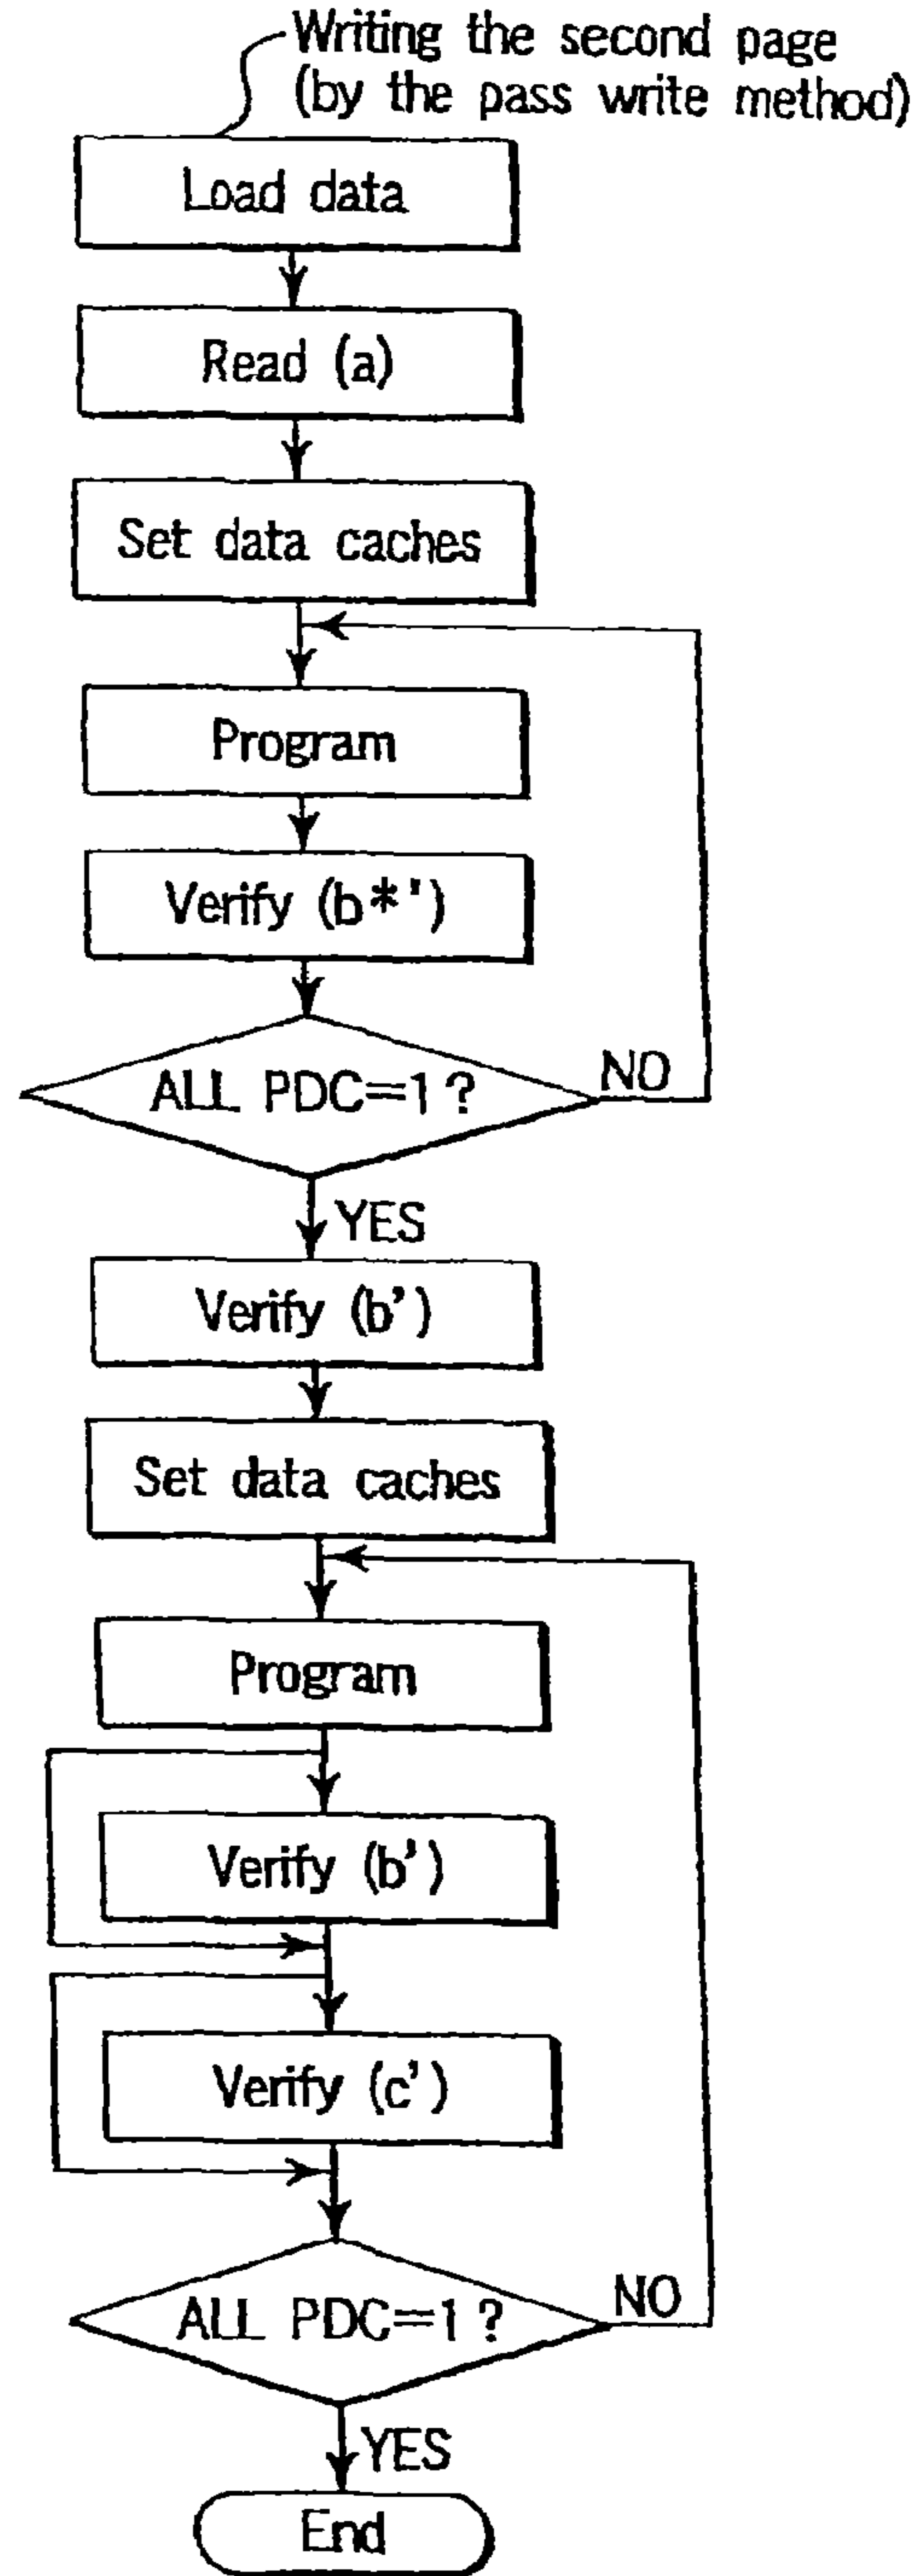 Writing the second page
(by the pass write method)
Load data
Read (a)
Set data caches
Program
Verify (b*')
ALL PDC=1?
NO
YES
Verify (b')
Set data caches
Program
Verify (b')
Verify (c')
ALL PDC=1?
NO
YES
End